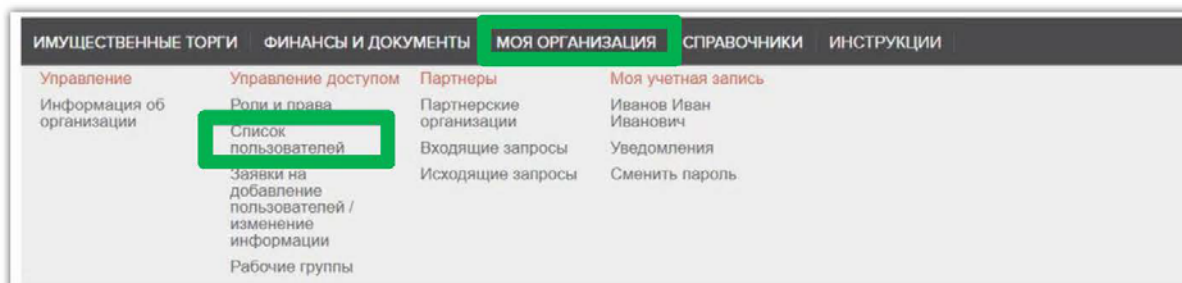 ИМУЩЕСТВЕННЫЕ ТОРГИ ФИНАНСЫ И ДОКУМЕНТЫ МОЯ ОРГАНИЗАЦИЯ СПРАВОЧНИКИ ИНСТРУКЦИИ
Управление
Информация об
организации
Управление доступом
Роли и права
Список
пользователей
Заявки на
добавление
пользователей /
изменение
информации
Рабочие группы
Партнеры
Партнерские
организации
Входящие запросы
Исходящие запросы
Моя учетная запись
Иванов Иван
Иванович
Уведомления
Сменить пароль